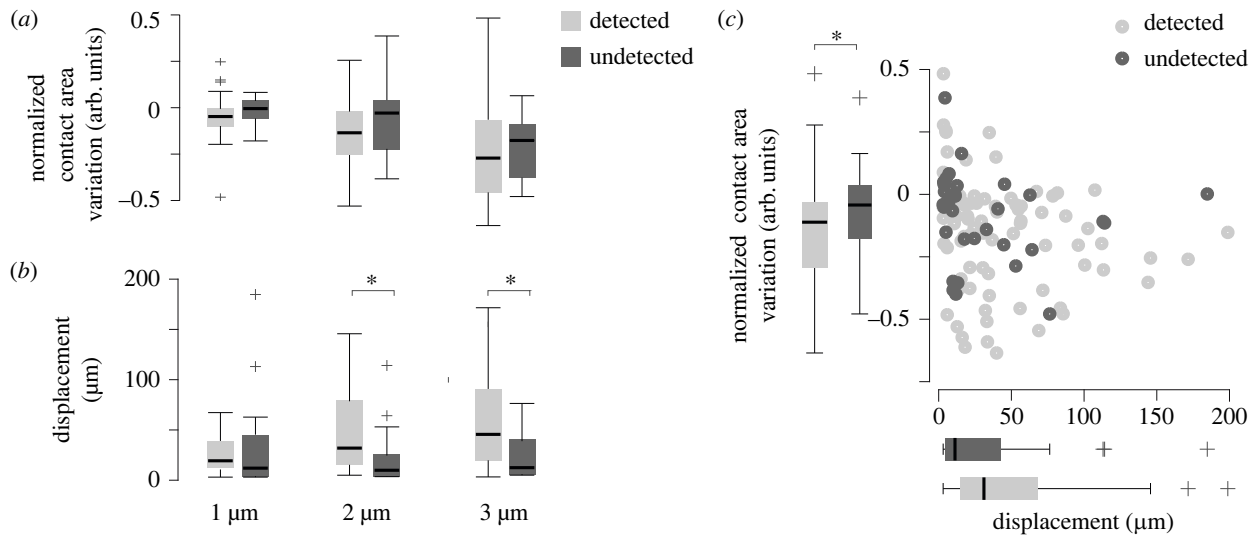 (a)
0.5
0
–0.5
normalized
contact area
variation (arb. units)
detected
undetected
(b)
200
100
0
displacement
(µm)
*
*
1 µm
2 µm
3 µm
(c)
*
detected
undetected
normalized contact area
variation (arb. units)
0.5
0
–0.5
0 50 100 150 200
displacement (µm)